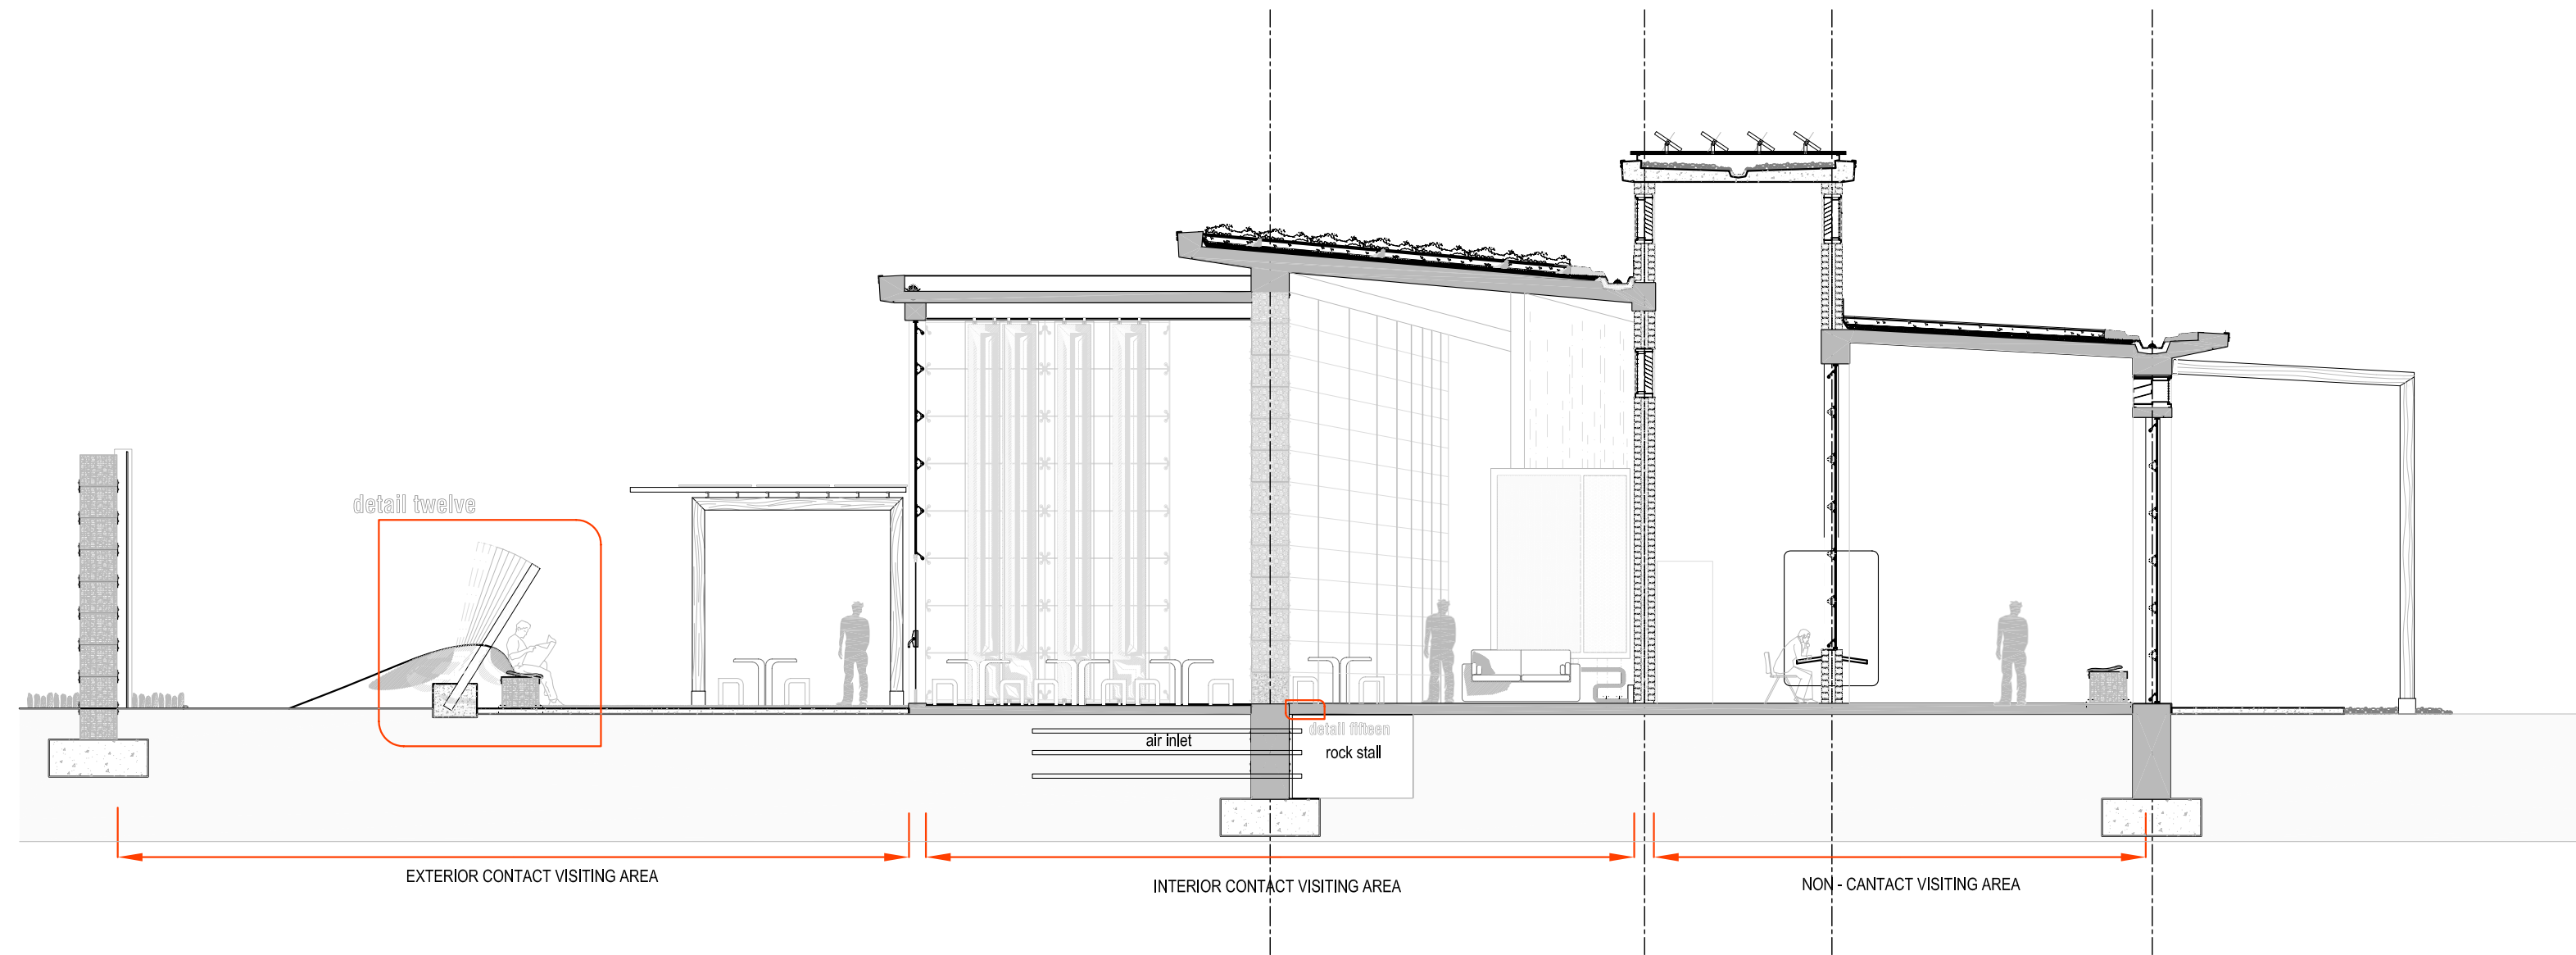 detail twelve
air inlet
detail fifteen
rock stall
EXTERIOR CONTACT VISITING AREA
INTERIOR CONTACT VISITING AREA
NON - CANTACT VISITING AREA